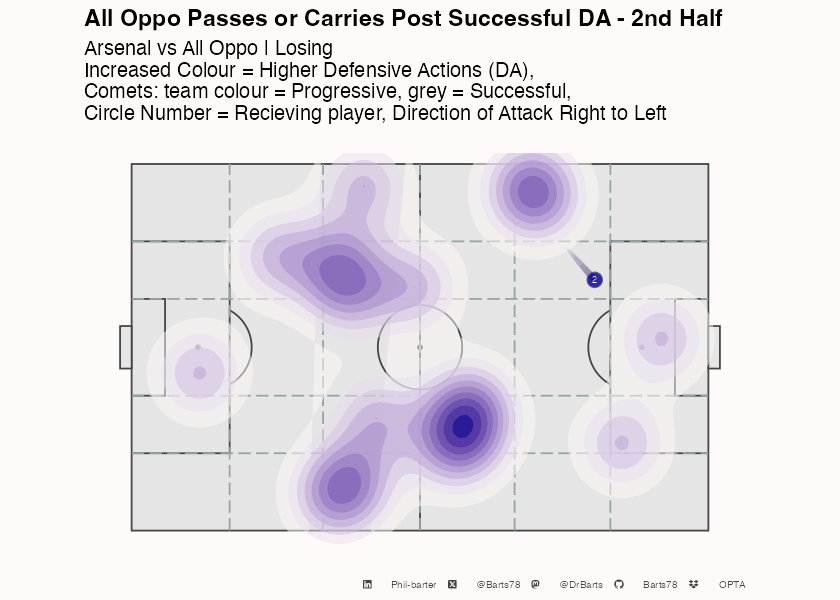 All Oppo Passes or Carries Post Successful DA - 2nd Half
Arsenal vs All Oppo | Losing
Increased Colour = Higher Defensive Actions (DA),
Comets: team colour = Progressive, grey = Successful,
Circle Number = Recieving player, Direction of Attack Right to Left
2
Phil-barter @Barts78 @DrBarts Barts78 OPTA